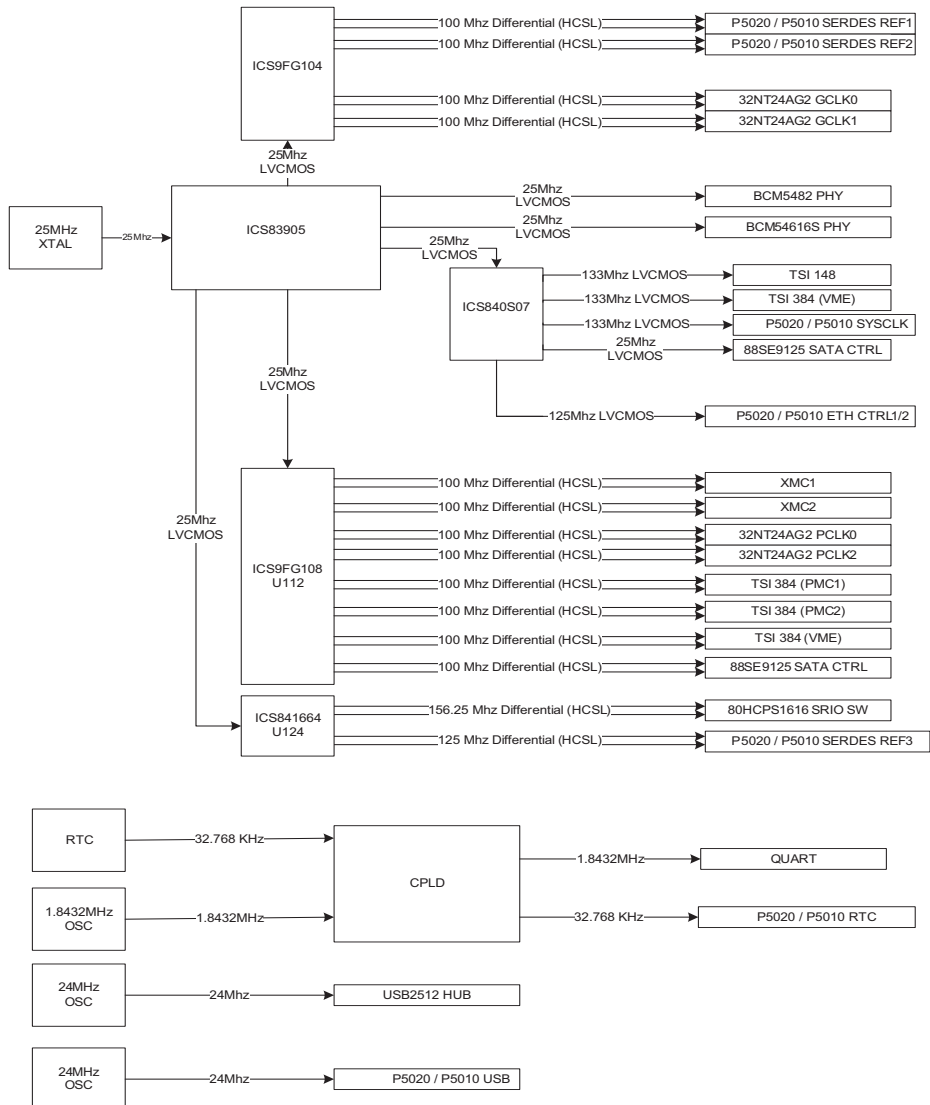 100 Mhz Differential (HCSL)
P5020 / P5010 SERDES REF1
100 Mhz Differential (HCSL)
P5020 / P5010 SERDES REF2
ICS9FG104
100 Mhz Differential (HCSL)
32NT24AG2 GCLK0
100 Mhz Differential (HCSL)
32NT24AG2 GCLK1
25Mhz
LVCMOS
25MHz
XTAL
25Mhz
ICS83905
25Mhz
LVCMOS
BCM5482 PHY
25Mhz
LVCMOS
BCM54616S PHY
25Mhz
LVCMOS
ICS840S07
133Mhz LVCMOS
TSI 148
133Mhz LVCMOS
TSI 384 (VME)
133Mhz LVCMOS
P5020 / P5010 SYSCLK
25Mhz
LVCMOS
88SE9125 SATA CTRL
125Mhz LVCMOS
P5020 / P5010 ETH CTRL1/2
25Mhz
LVCMOS
25Mhz
LVCMOS
ICS9FG108
U112
100 Mhz Differential (HCSL)
XMC1
100 Mhz Differential (HCSL)
XMC2
100 Mhz Differential (HCSL)
32NT24AG2 PCLK0
100 Mhz Differential (HCSL)
32NT24AG2 PCLK2
100 Mhz Differential (HCSL)
TSI 384 (PMC1)
100 Mhz Differential (HCSL)
TSI 384 (PMC2)
100 Mhz Differential (HCSL)
TSI 384 (VME)
100 Mhz Differential (HCSL)
88SE9125 SATA CTRL
ICS841664
U124
156.25 Mhz Differential (HCSL)
80HCPS1616 SRIO SW
125 Mhz Differential (HCSL)
P5020 / P5010 SERDES REF3
RTC
32.768 KHz
CPLD
1.8432MHz
QUART
1.8432MHz
OSC
1.8432MHz
32.768 KHz
P5020 / P5010 RTC
24MHz
OSC
24Mhz
USB2512 HUB
24MHz
OSC
24Mhz
P5020 / P5010 USB